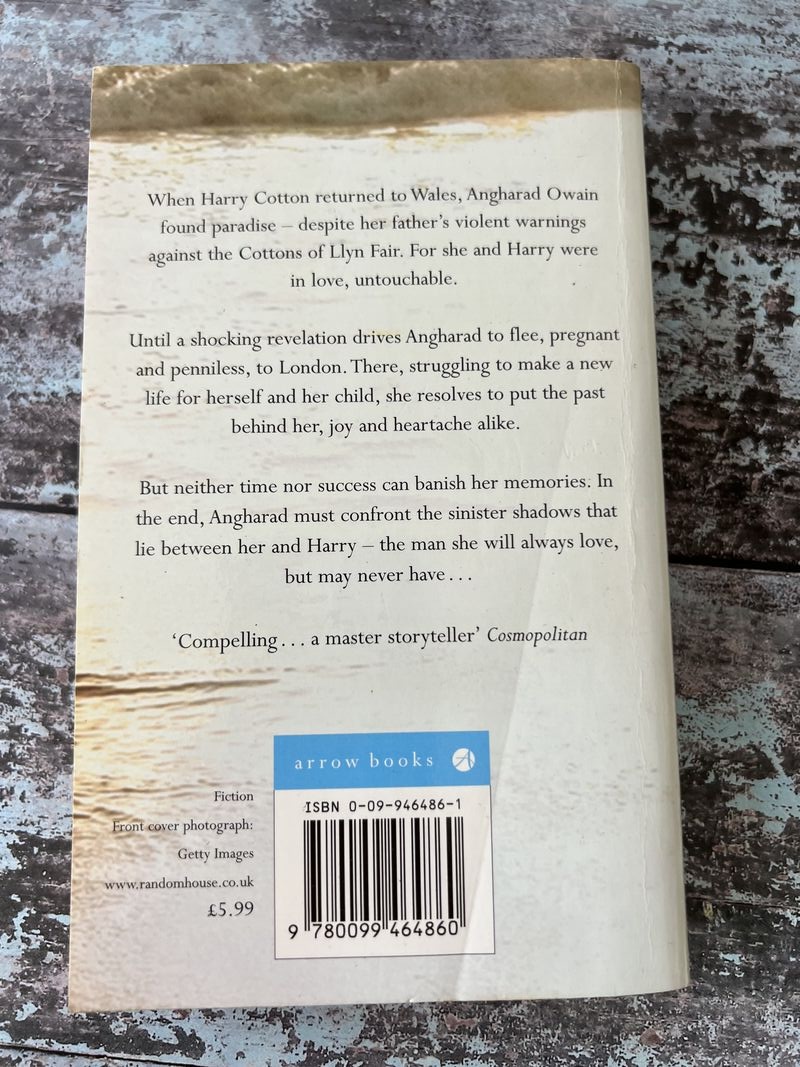 When Harry Cotton returned to Wales, Angharad Owain
found paradise – despite her father's violent warnings
against the Cottons of Llyn Fair. For she and Harry were
in love, untouchable.
Until a shocking revelation drives Angharad to flee, pregnant
and penniless, to London. There, struggling to make a new
life for herself and her child, she resolves to put the past
behind her, joy and heartache alike.
But neither time nor success can banish her memories. In
the end, Angharad must confront the sinister shadows that
lie between her and Harry – the man she will always love,
but may never have . . .
'Compelling . . . a master storyteller' Cosmopolitan
arrow books
Fiction
Front cover photograph:
Getty Images
www.randomhouse.co.uk
£5.99
ISBN 0-09-946486-1
9 780099 464860